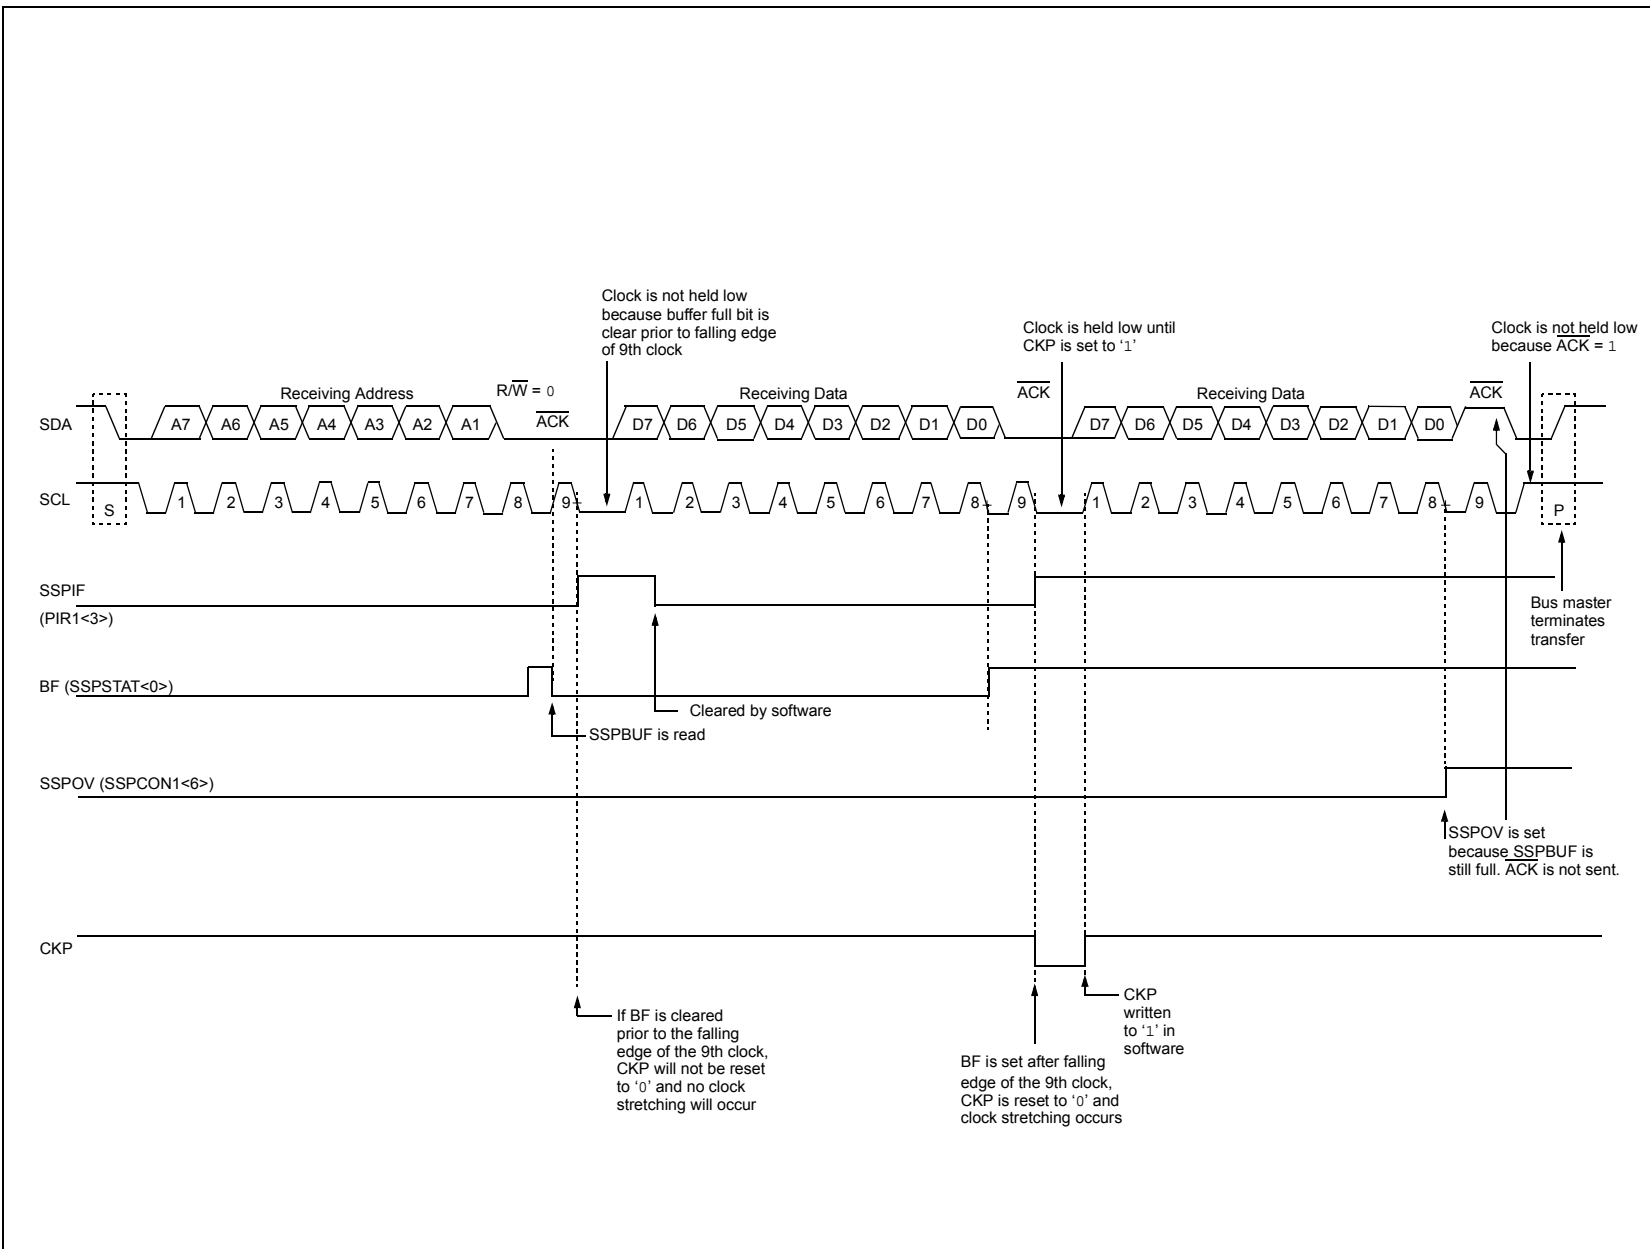 Clock is not held low
because buffer full bit is
clear prior to falling edge
of 9th clock
Clock is held low until
CKP is set to ‘1’
Clock is not held low
because A̅C̅K̅ = 1
Receiving Address
R/W̅ = 0
A̅C̅K̅
Receiving Data
A̅C̅K̅
Receiving Data
A̅C̅K̅
SDA
A7 A6 A5 A4 A3 A2 A1
D7 D6 D5 D4 D3 D2 D1 D0
D7 D6 D5 D4 D3 D2 D1 D0
SCL
S
1 2 3 4 5 6 7 8 9
1 2 3 4 5 6 7 8 9
1 2 3 4 5 6 7 8 9
P
SSPIF
(PIR1<3>)
Bus master
terminates
transfer
BF (SSPSTAT<0>)
Cleared by software
SSPBUF is read
SSPOV (SSPCON1<6>)
SSPOV is set
because SSPBUF is
still full. A̅C̅K̅ is not sent.
CKP
If BF is cleared
prior to the falling
edge of the 9th clock,
CKP will not be reset
to ‘0’ and no clock
stretching will occur
CKP
written
to ‘1’ in
software
BF is set after falling
edge of the 9th clock,
CKP is reset to ‘0’ and
clock stretching occurs